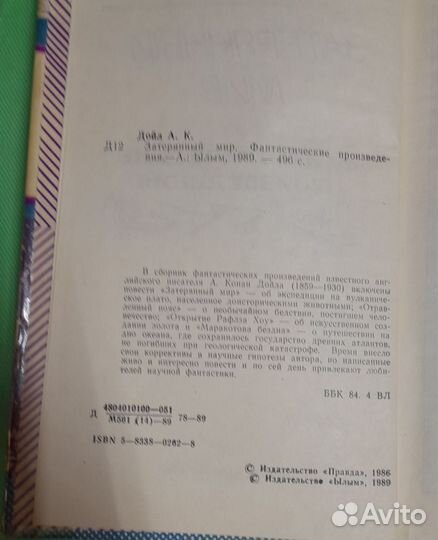 Дойл А. К.
Д12 Затерянный мир. Фантастические произведе-
ния.—А.: Ылым, 1989. — 496 с.
В сборник фантастических произведений известного анг-
лийского писателя А. Конан Дойла (1859—1930) включены
повести «Затерянный мир» — об экспедиции на вулканиче-
ское плато, населенное доисторическими животными; «Отрав-
ленный пояс» — о необычайном бедствии, постигшем чело-
вечество; «Открытие Рафлза Хоу» — об искусственном соз-
дании золота и «Маракотова бездна» — о путешествии на
дно океана, где сохранилось государство древних атлантов,
но погибших при геологической катастрофе. Время внесло
свои коррективы в научные гипотезы автора, но написанные
живо и интересно повести и по сей день привлекают люби-
телей научной фантастики.
ББК 84. 4 ВЛ
Д 4804010100—051
М561 (14)—89 78—89
ISBN 5—8338—0262—8
© Издательство «Правда», 1986
© Издательство «Ылым», 1989
Avito